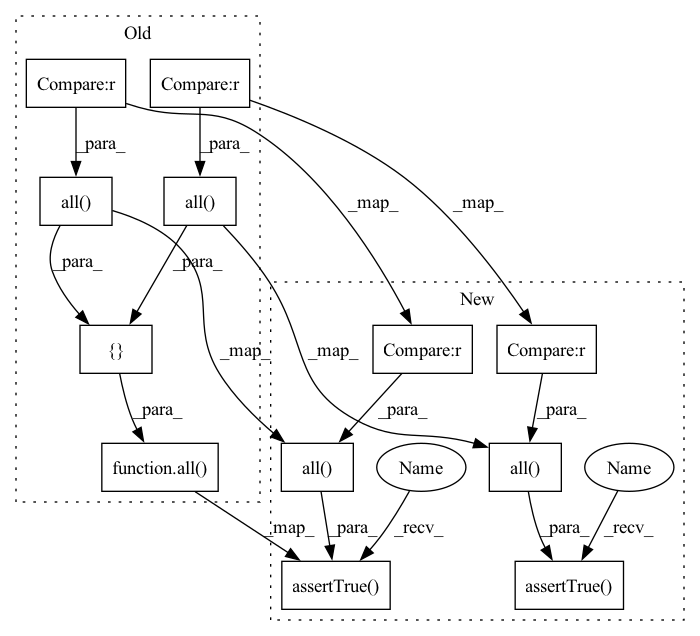 Old
Compare:r
Compare:r
_para_
_para_
_map_
_map_
all()
all()
_para_
_para_
New
{}
_map_
_map_
Compare:r
Compare:r
_para_
_para_
_para_
function.all()
all()
Name
all()
Name
_map_
_para_
_recv_
_para_
_recv_
assertTrue()
assertTrue()